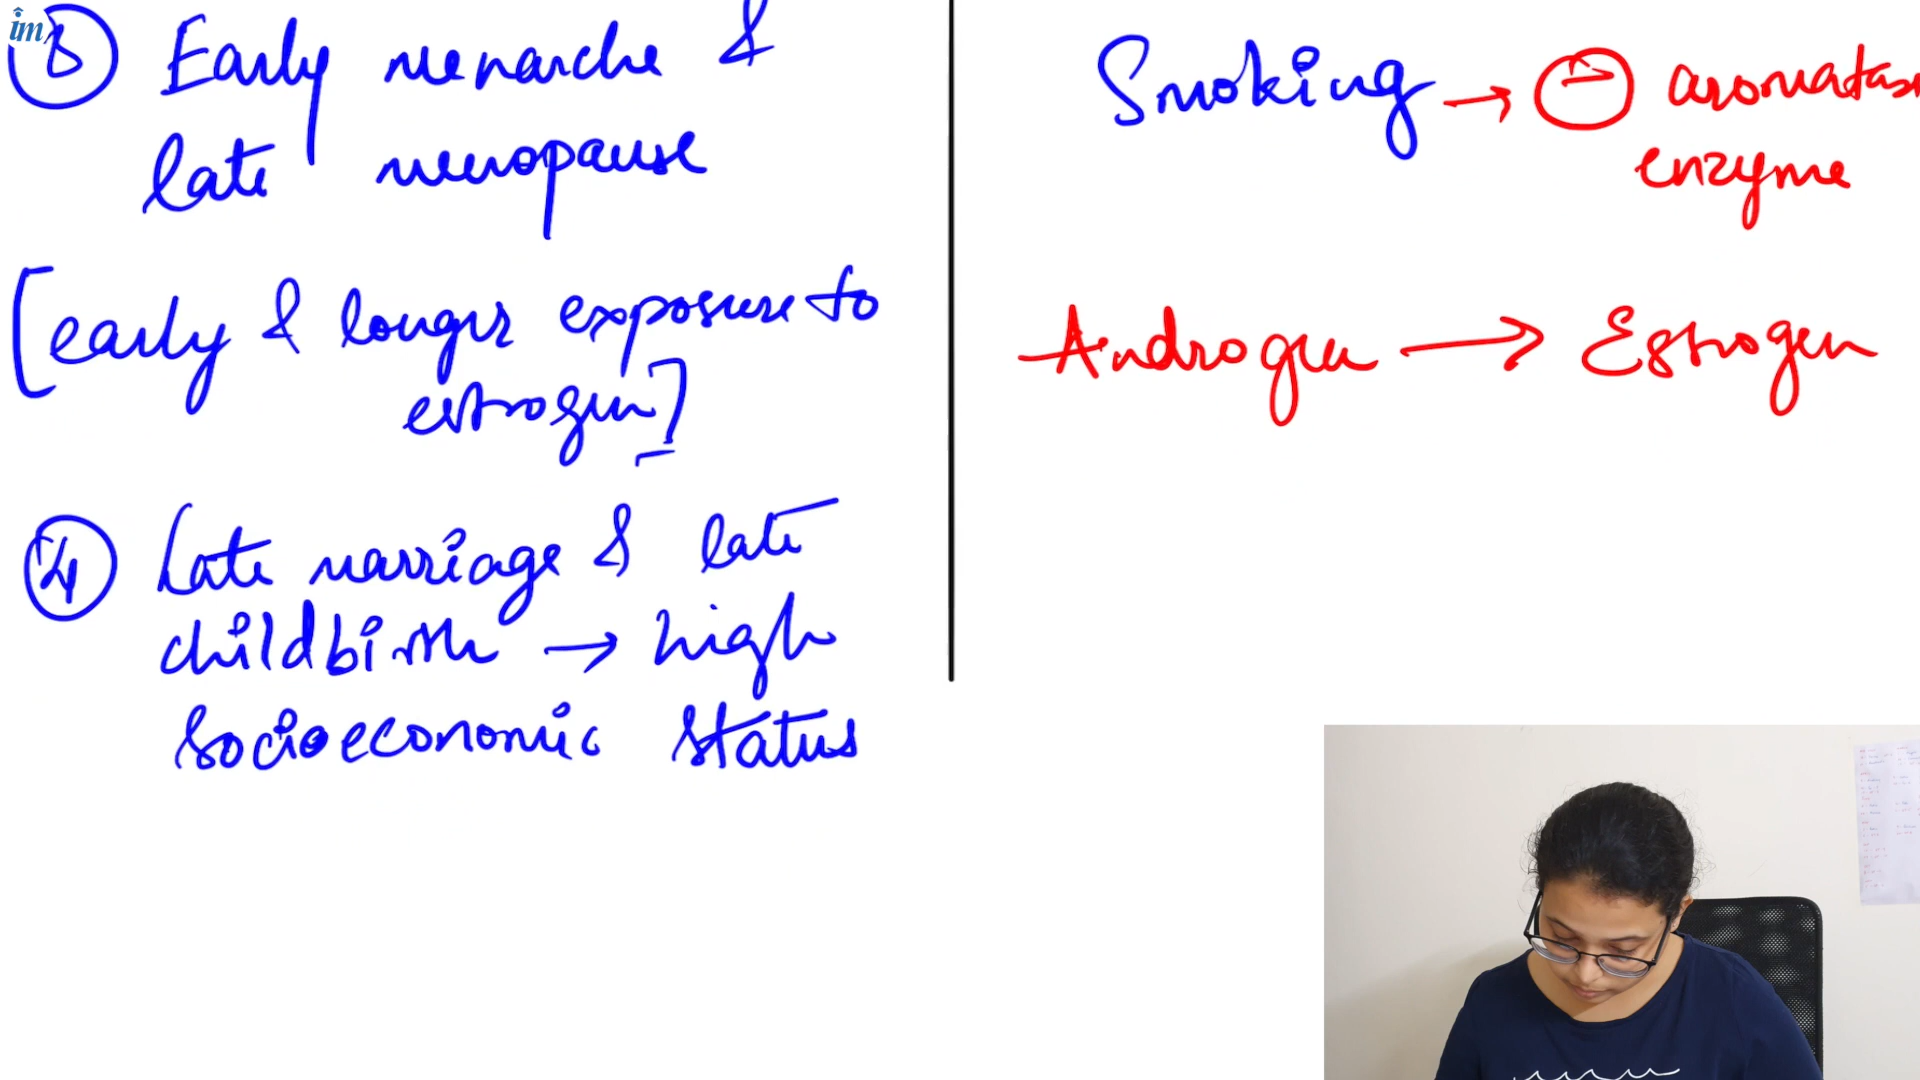 im
③ Early menarche &
late menopause
[early & longer exposure to
estrogen]
④ Late marriage & late
childbirth → high
socioeconomic status
Smoking → ⊖ aromatase
enzyme
Androgen → Estrogen